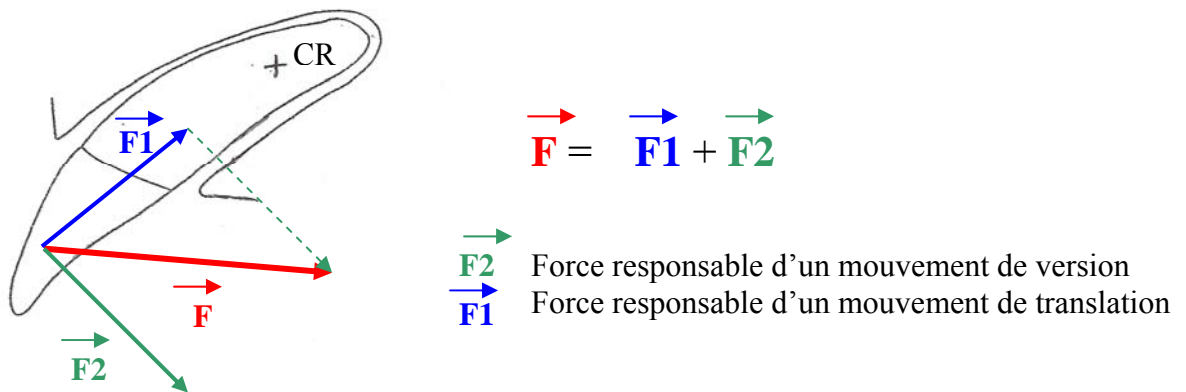 CR
F1
F = F1 + F2
F2 Force responsable d'un mouvement de version
F1 Force responsable d'un mouvement de translation
F
F2